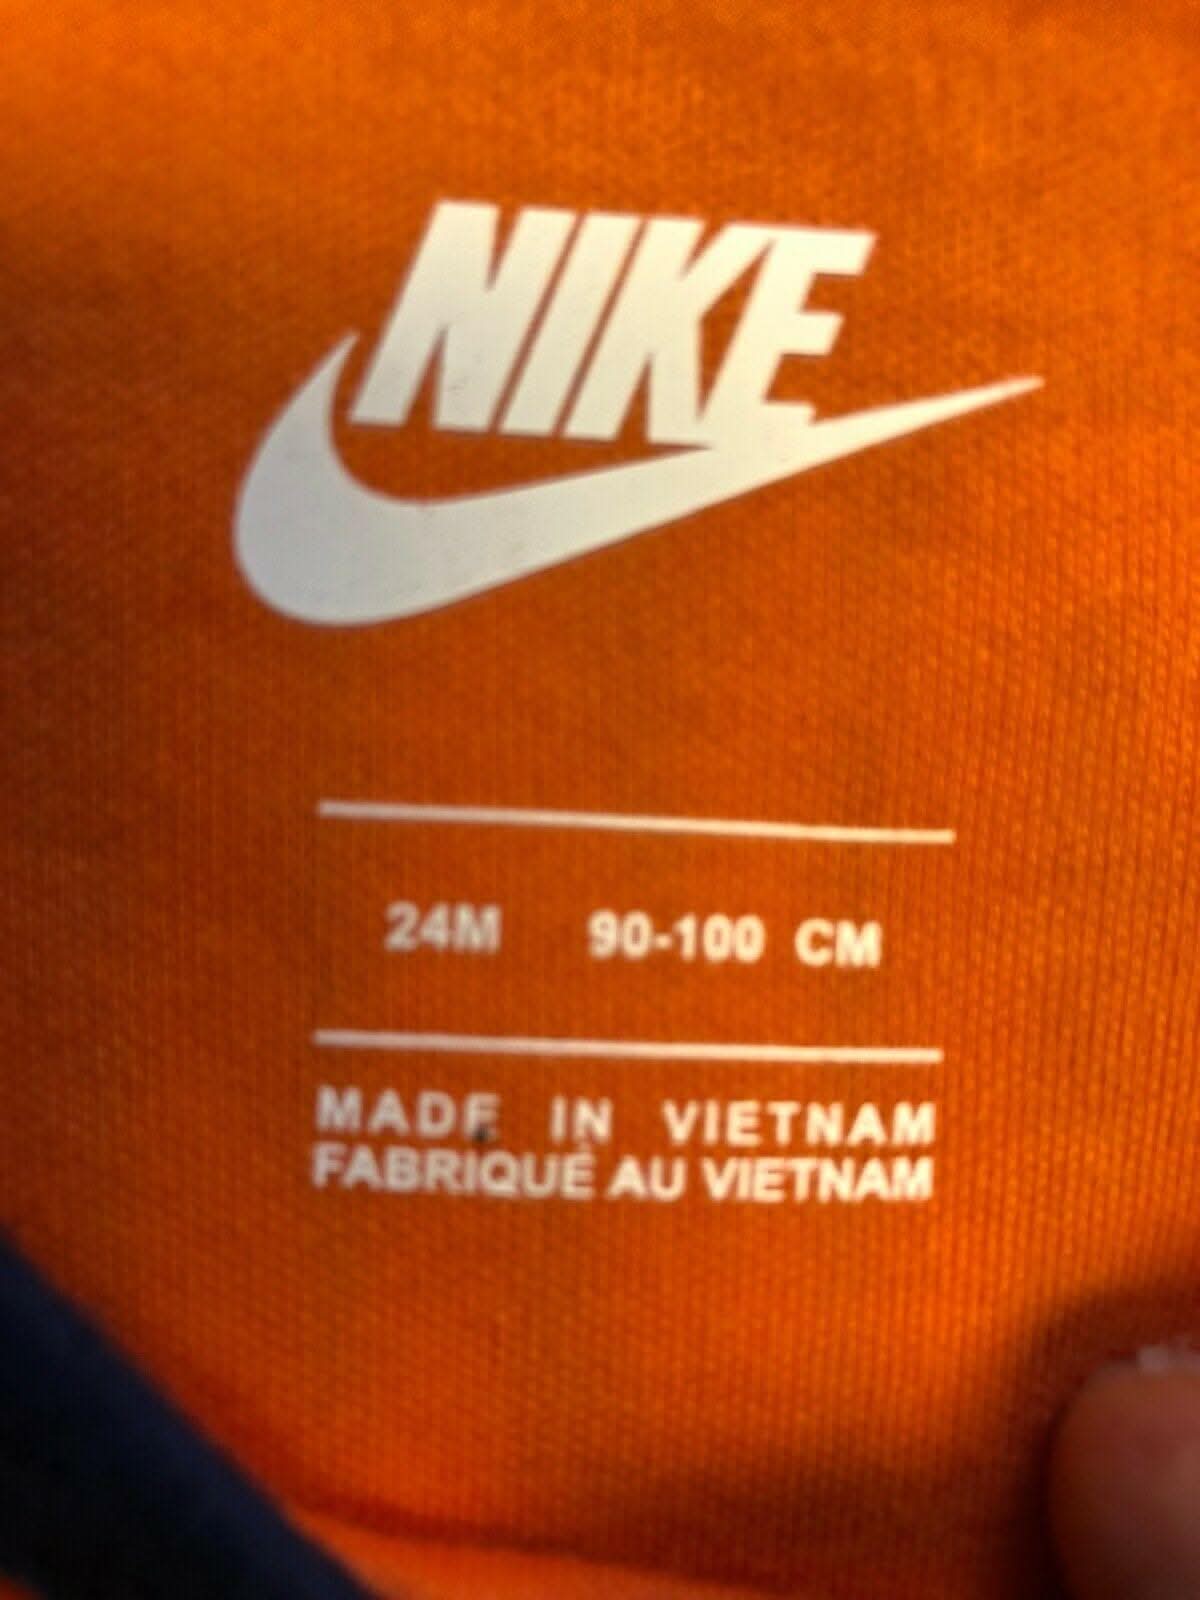 NIKE
24M 90-100 CM
MADE IN VIETNAM
FABRIQUÉ AU VIETNAM